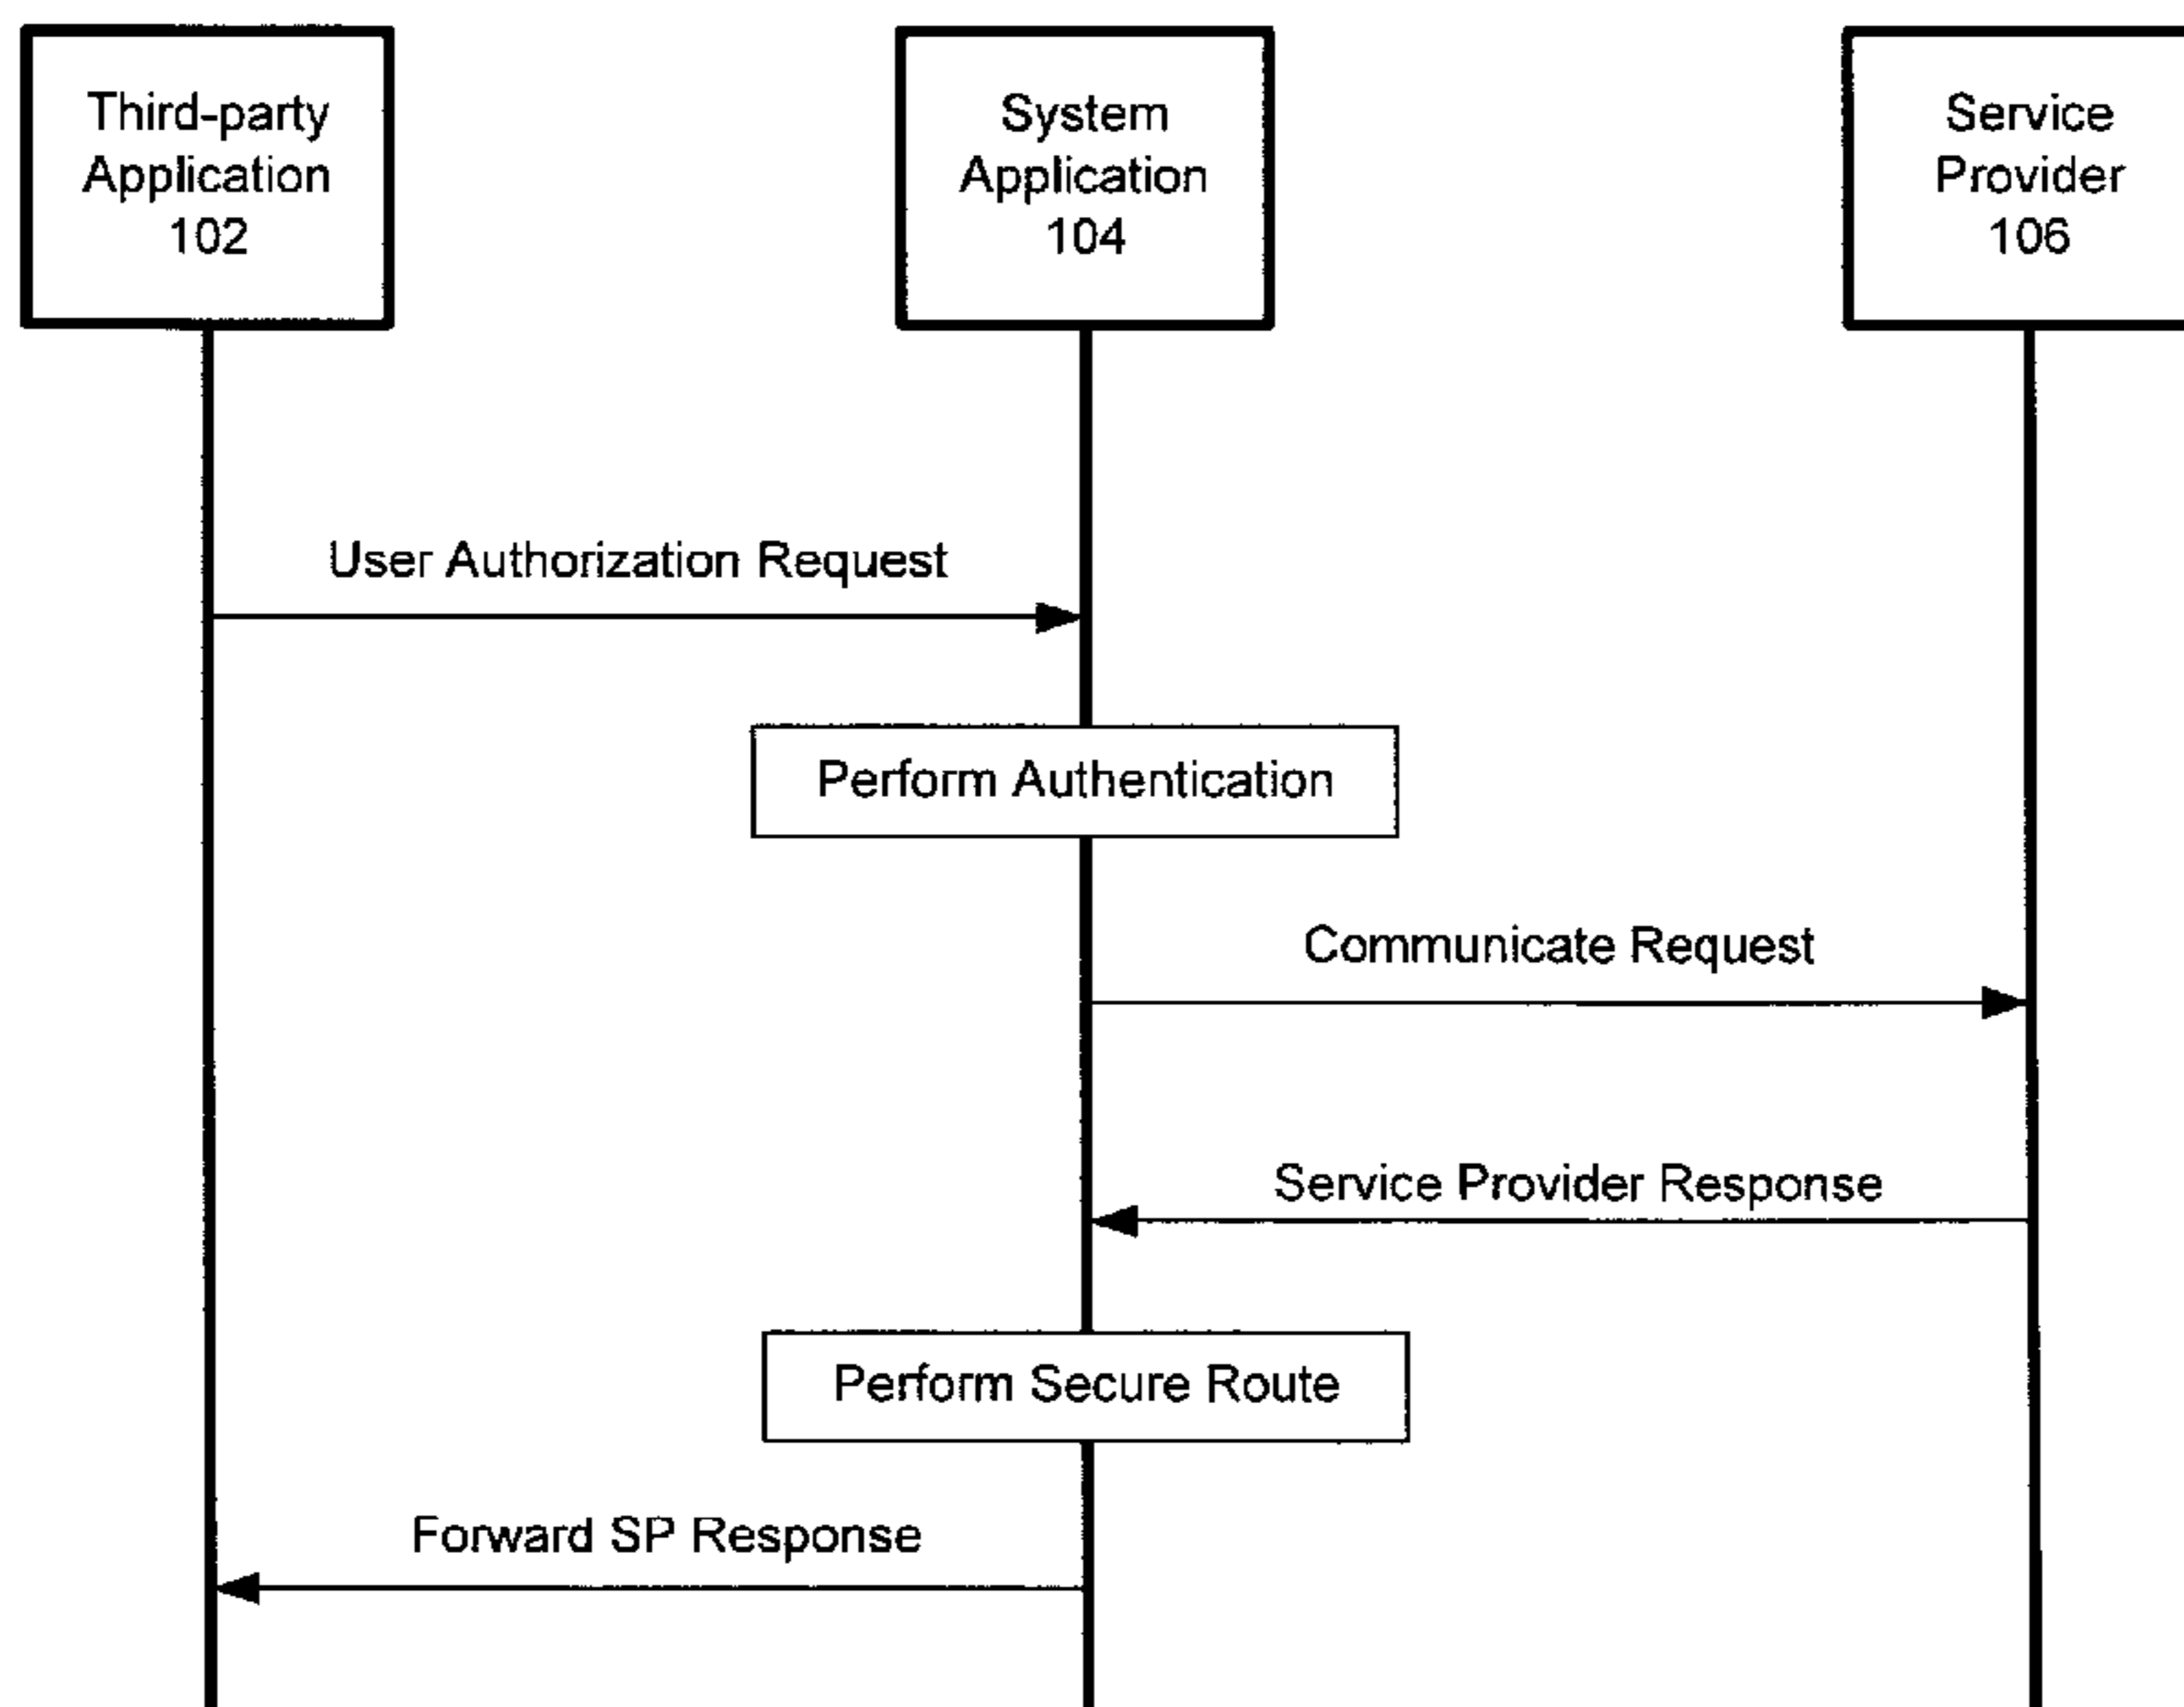 Third-party
Application
102
System
Application
104
Service
Provider
106
User Authorization Request
Perform Authentication
Communicate Request
Service Provider Response
Perform Secure Route
Forward SP Response